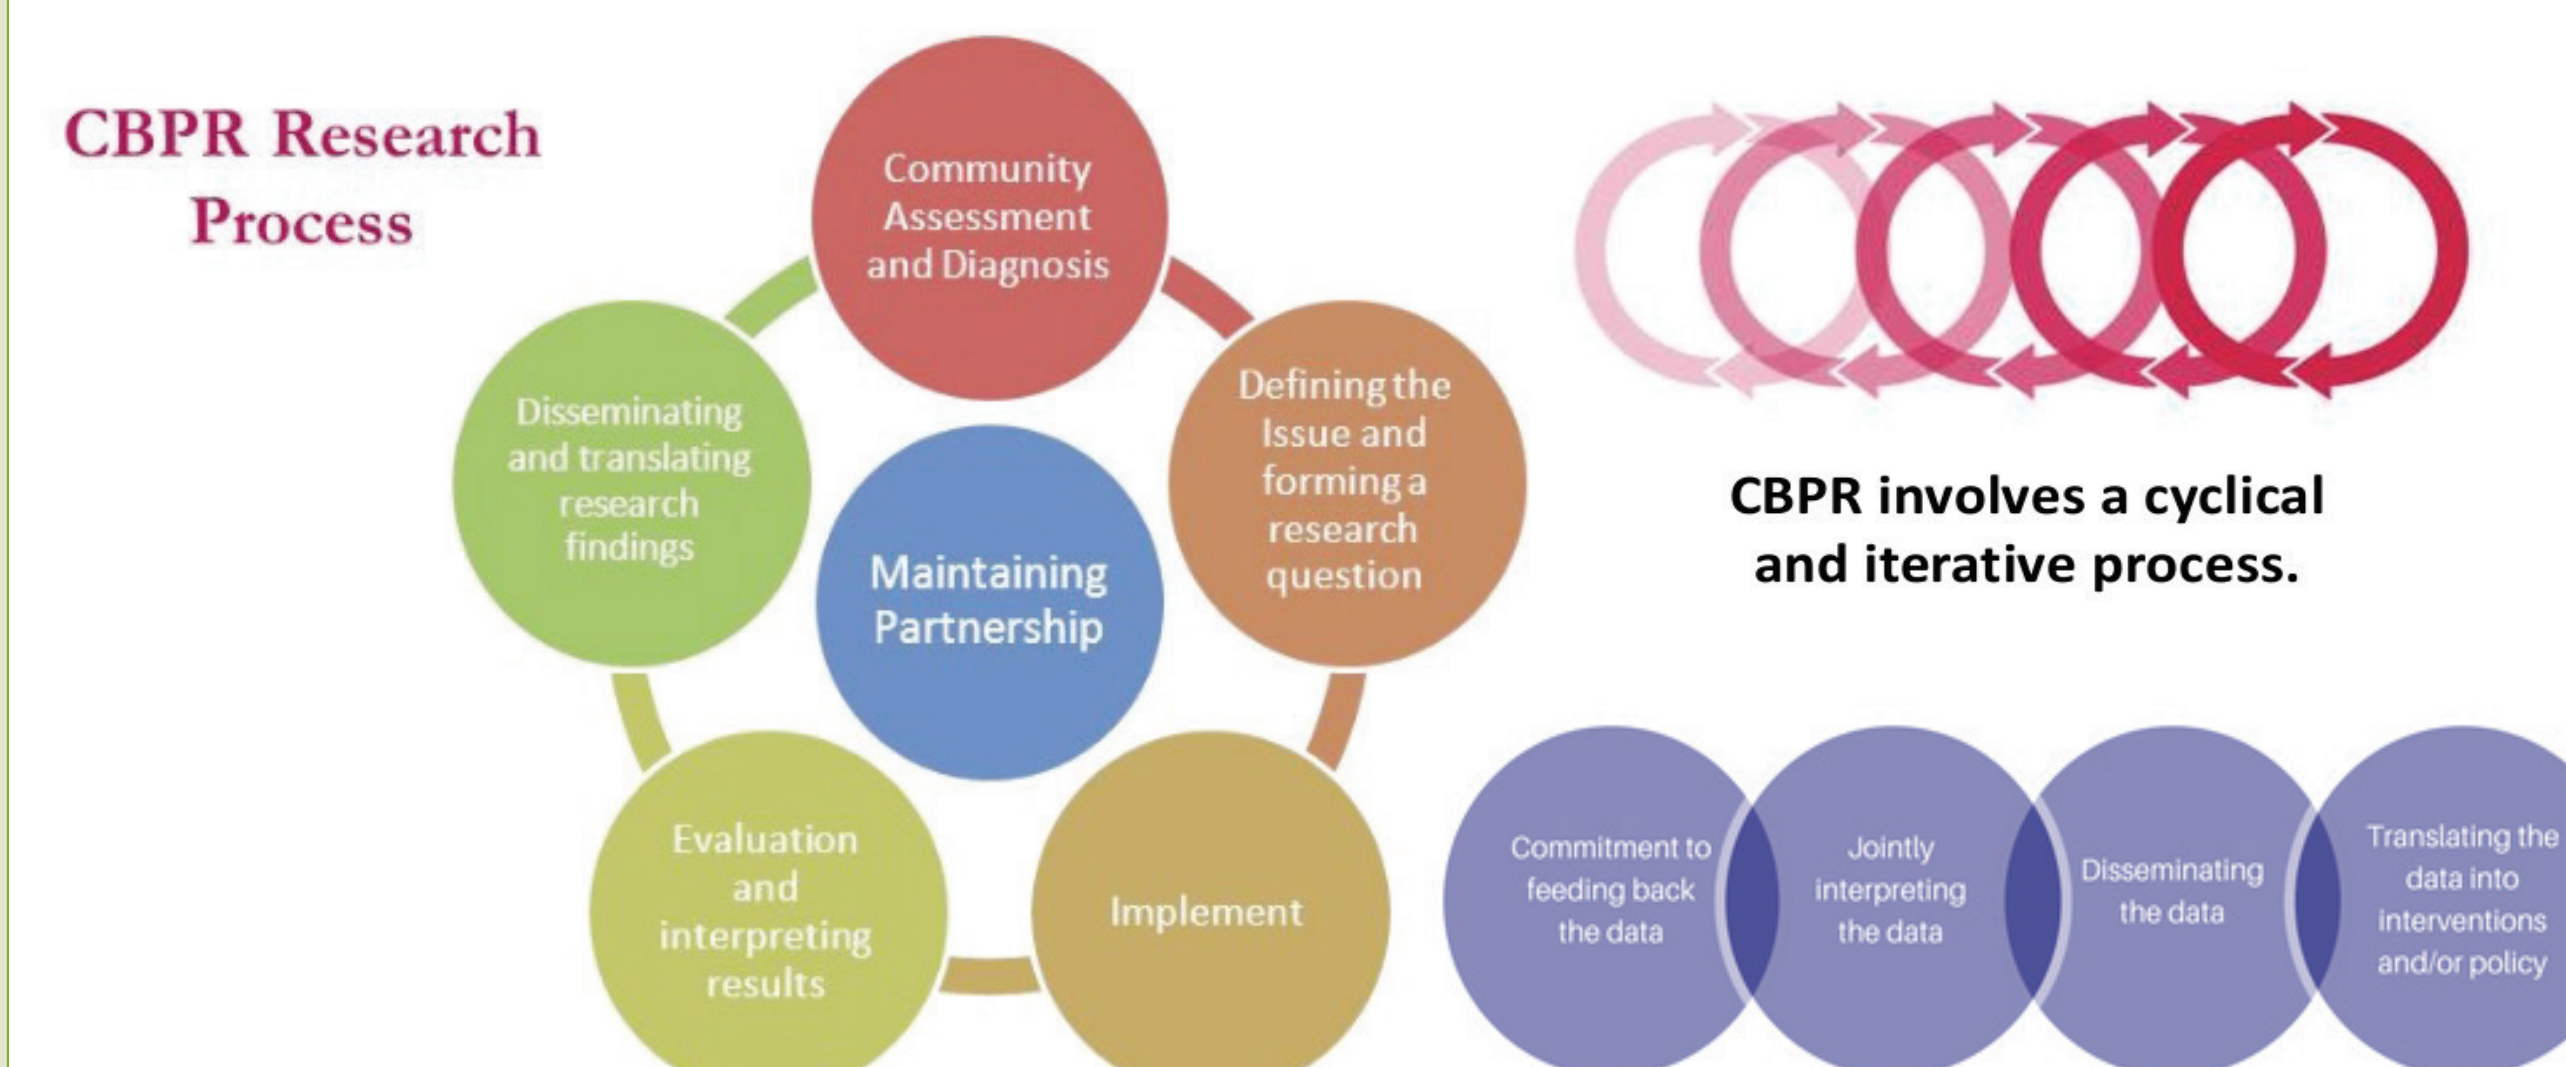 CBPR Research
Process
Community
Assessment
and Diagnosis
Defining the
Issue and
forming a
research
question
Implement
Evaluation
and
interpreting
results
Disseminating
and translating
research
findings
Maintaining
Partnership
CBPR involves a cyclical
and iterative process.
Commitment to
feeding back
the data
Jointly
interpreting
the data
Disseminating
the data
Translating the
data into
interventions
and/or policy